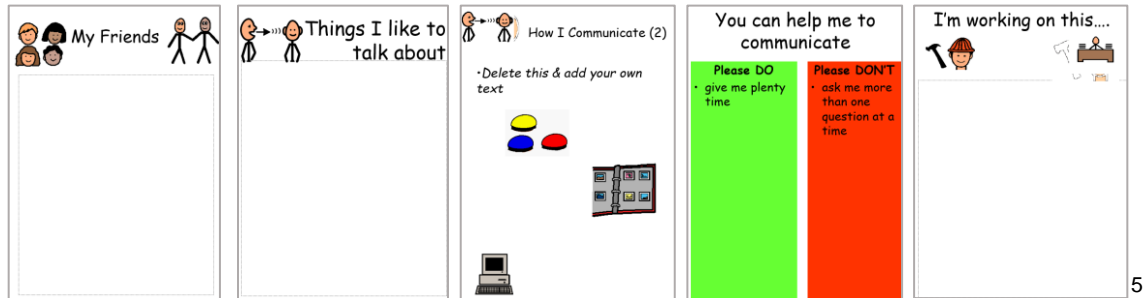 My Friends
Things I like to
talk about
How I Communicate (2)
•Delete this & add your own
text
You can help me to
communicate
Please DO
• give me plenty
time
Please DON'T
• ask me more
than one
question at a
time
I'm working on this....
5